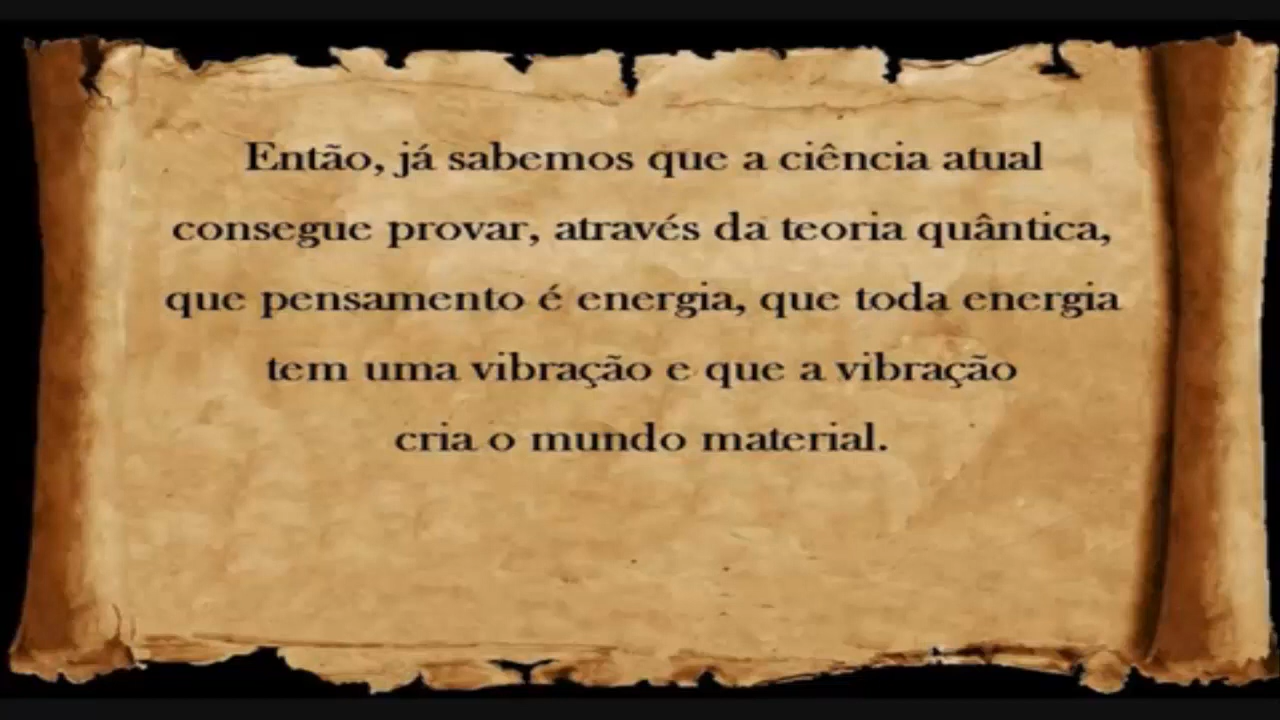 Então, já sabemos que a ciência atual
consegue provar, através da teoria quântica,
que pensamento é energia, que toda energia
tem uma vibração e que a vibração
cria o mundo material.